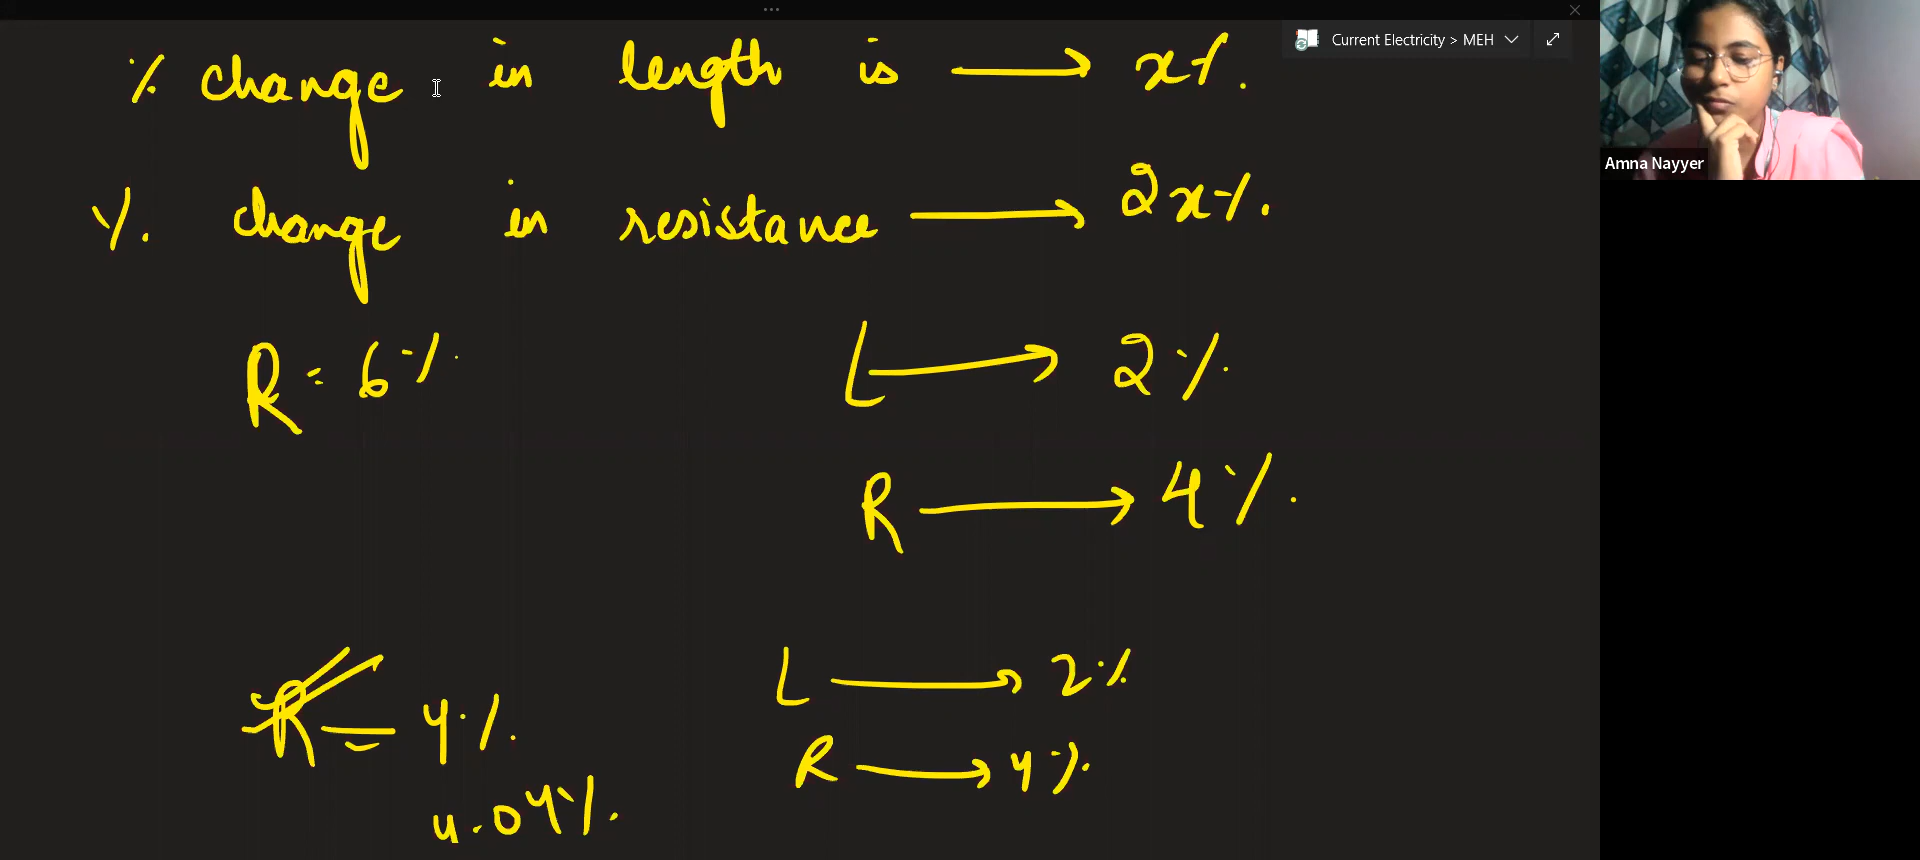 % change in length is → x%.
Current Electricity > MEH
Amna Nayyer
% change in resistance → 2x%.
R = 6%.
L → 2%.
R → 4%.
L → 2%.
R = 4%.
R → 4%.
4.04%.